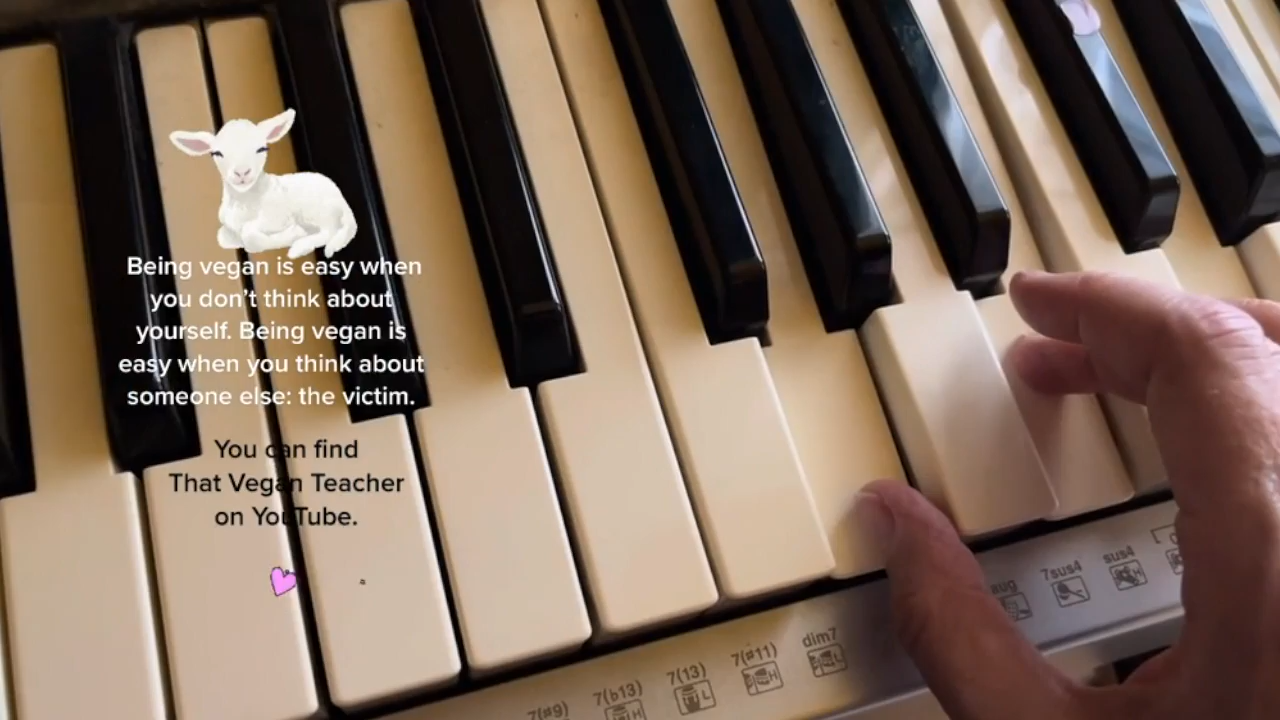 Being vegan is easy when
you don't think about
yourself. Being vegan is
easy when you think about
someone else: the victim.
You can find
That Vegan Teacher
on YouTube.
aug
7sus4
sus4
7(#9)
7(b13)
7(13)
7(#11)
dim7
H
L
H
L